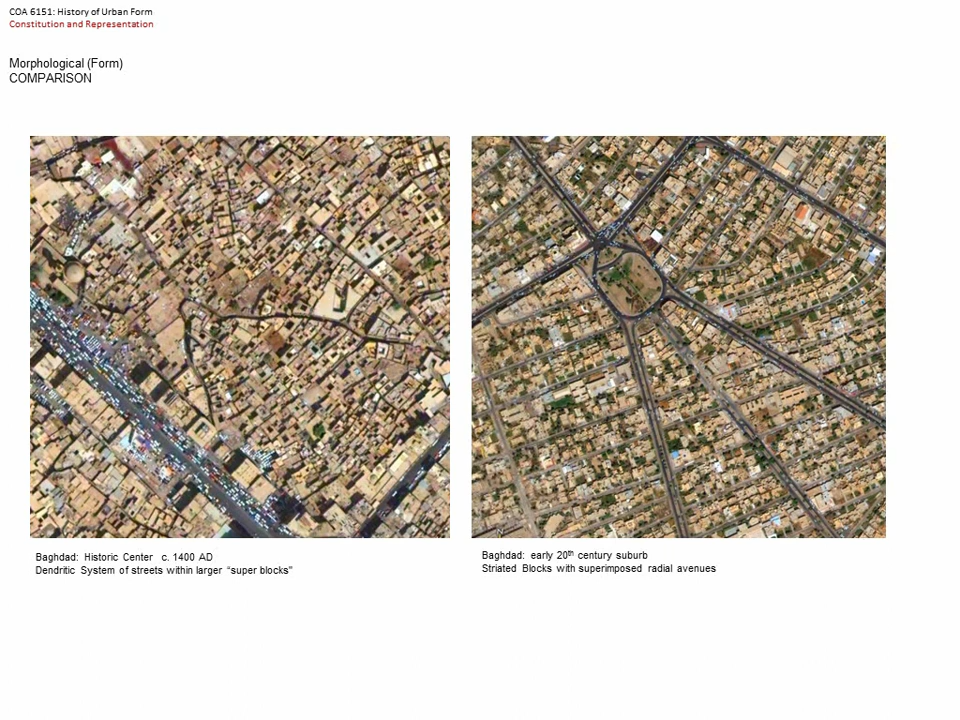 COA 6151: History of Urban Form
Constitution and Representation
Morphological (Form)
COMPARISON
Baghdad: Historic Center c. 1400 AD
Dendritic System of streets within larger “super blocks”
Baghdad: early 20th century suburb
Striated Blocks with superimposed radial avenues